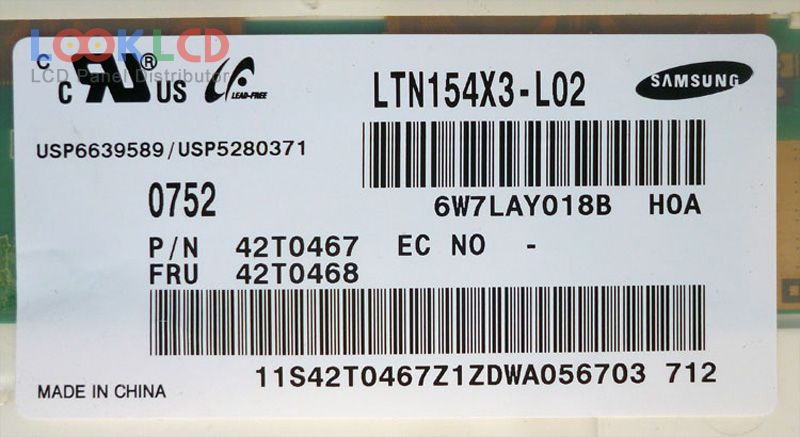 LOOKLCD
LCD Panel Distributor
C RU ® US
LEAD-FREE
LTN154X3-L02
SAMSUNG
USP6639589/USP5280371
0752
6W7LAY018B H0A
P/N 42T0467 EC NO -
FRU 42T0468
11S42T0467Z1ZDWA056703 712
MADE IN CHINA